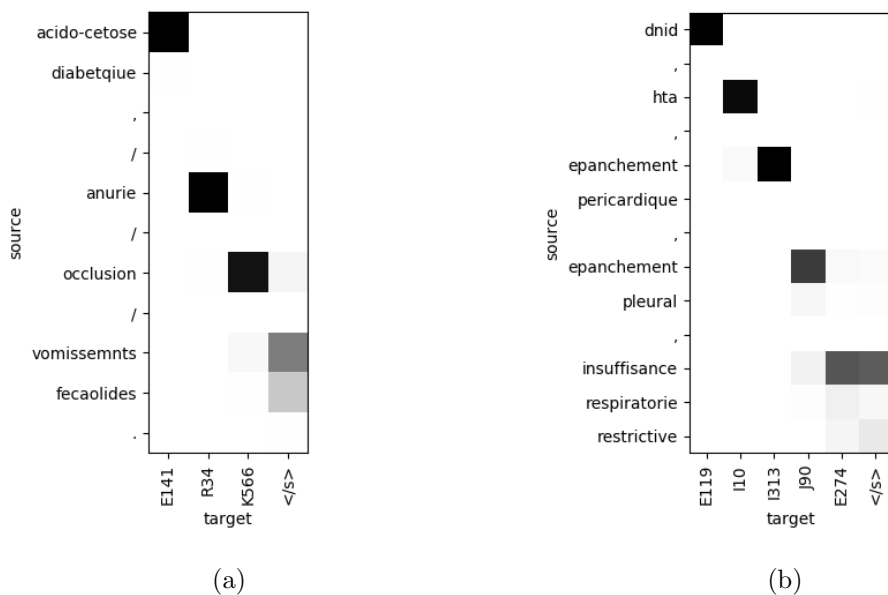 acido-cetose
diabetqiue
,
/
anurie
/
occlusion
/
vomissemnts
fecaolides
.
source
E141
R34
K566
</s>
target
(a)
dnid
,
hta
,
epanchement
pericardique
,
epanchement
pleural
,
insuffisance
respiratorie
restrictive
source
E119
I10
I313
J90
E274
</s>
target
(b)